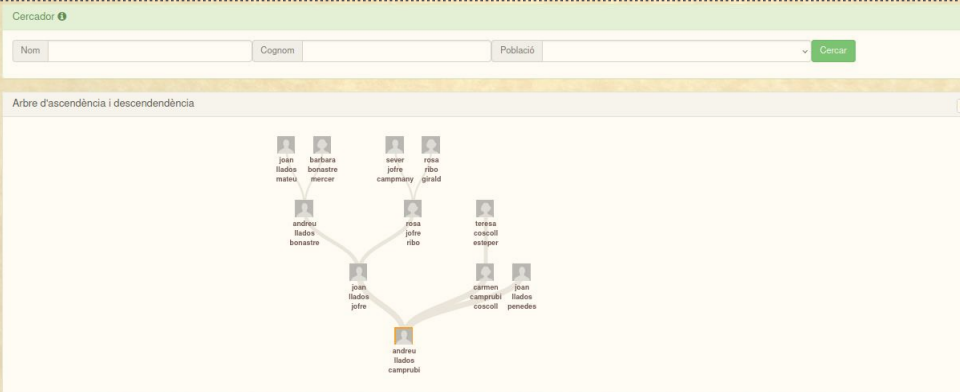 Cercador
Nom
Cognom
Població
Cercar
Arbre d'ascendència i descendendència
joan
llados
mateu
barbara
bonastre
mercer
sever
jofre
campmany
rosa
ribo
girald
andreu
llados
bonastre
rosa
jofre
ribo
teresa
coscoll
esteper
joan
llados
jofre
carmen
camprubi
coscoll
joan
llados
penedes
andreu
llados
camprubi